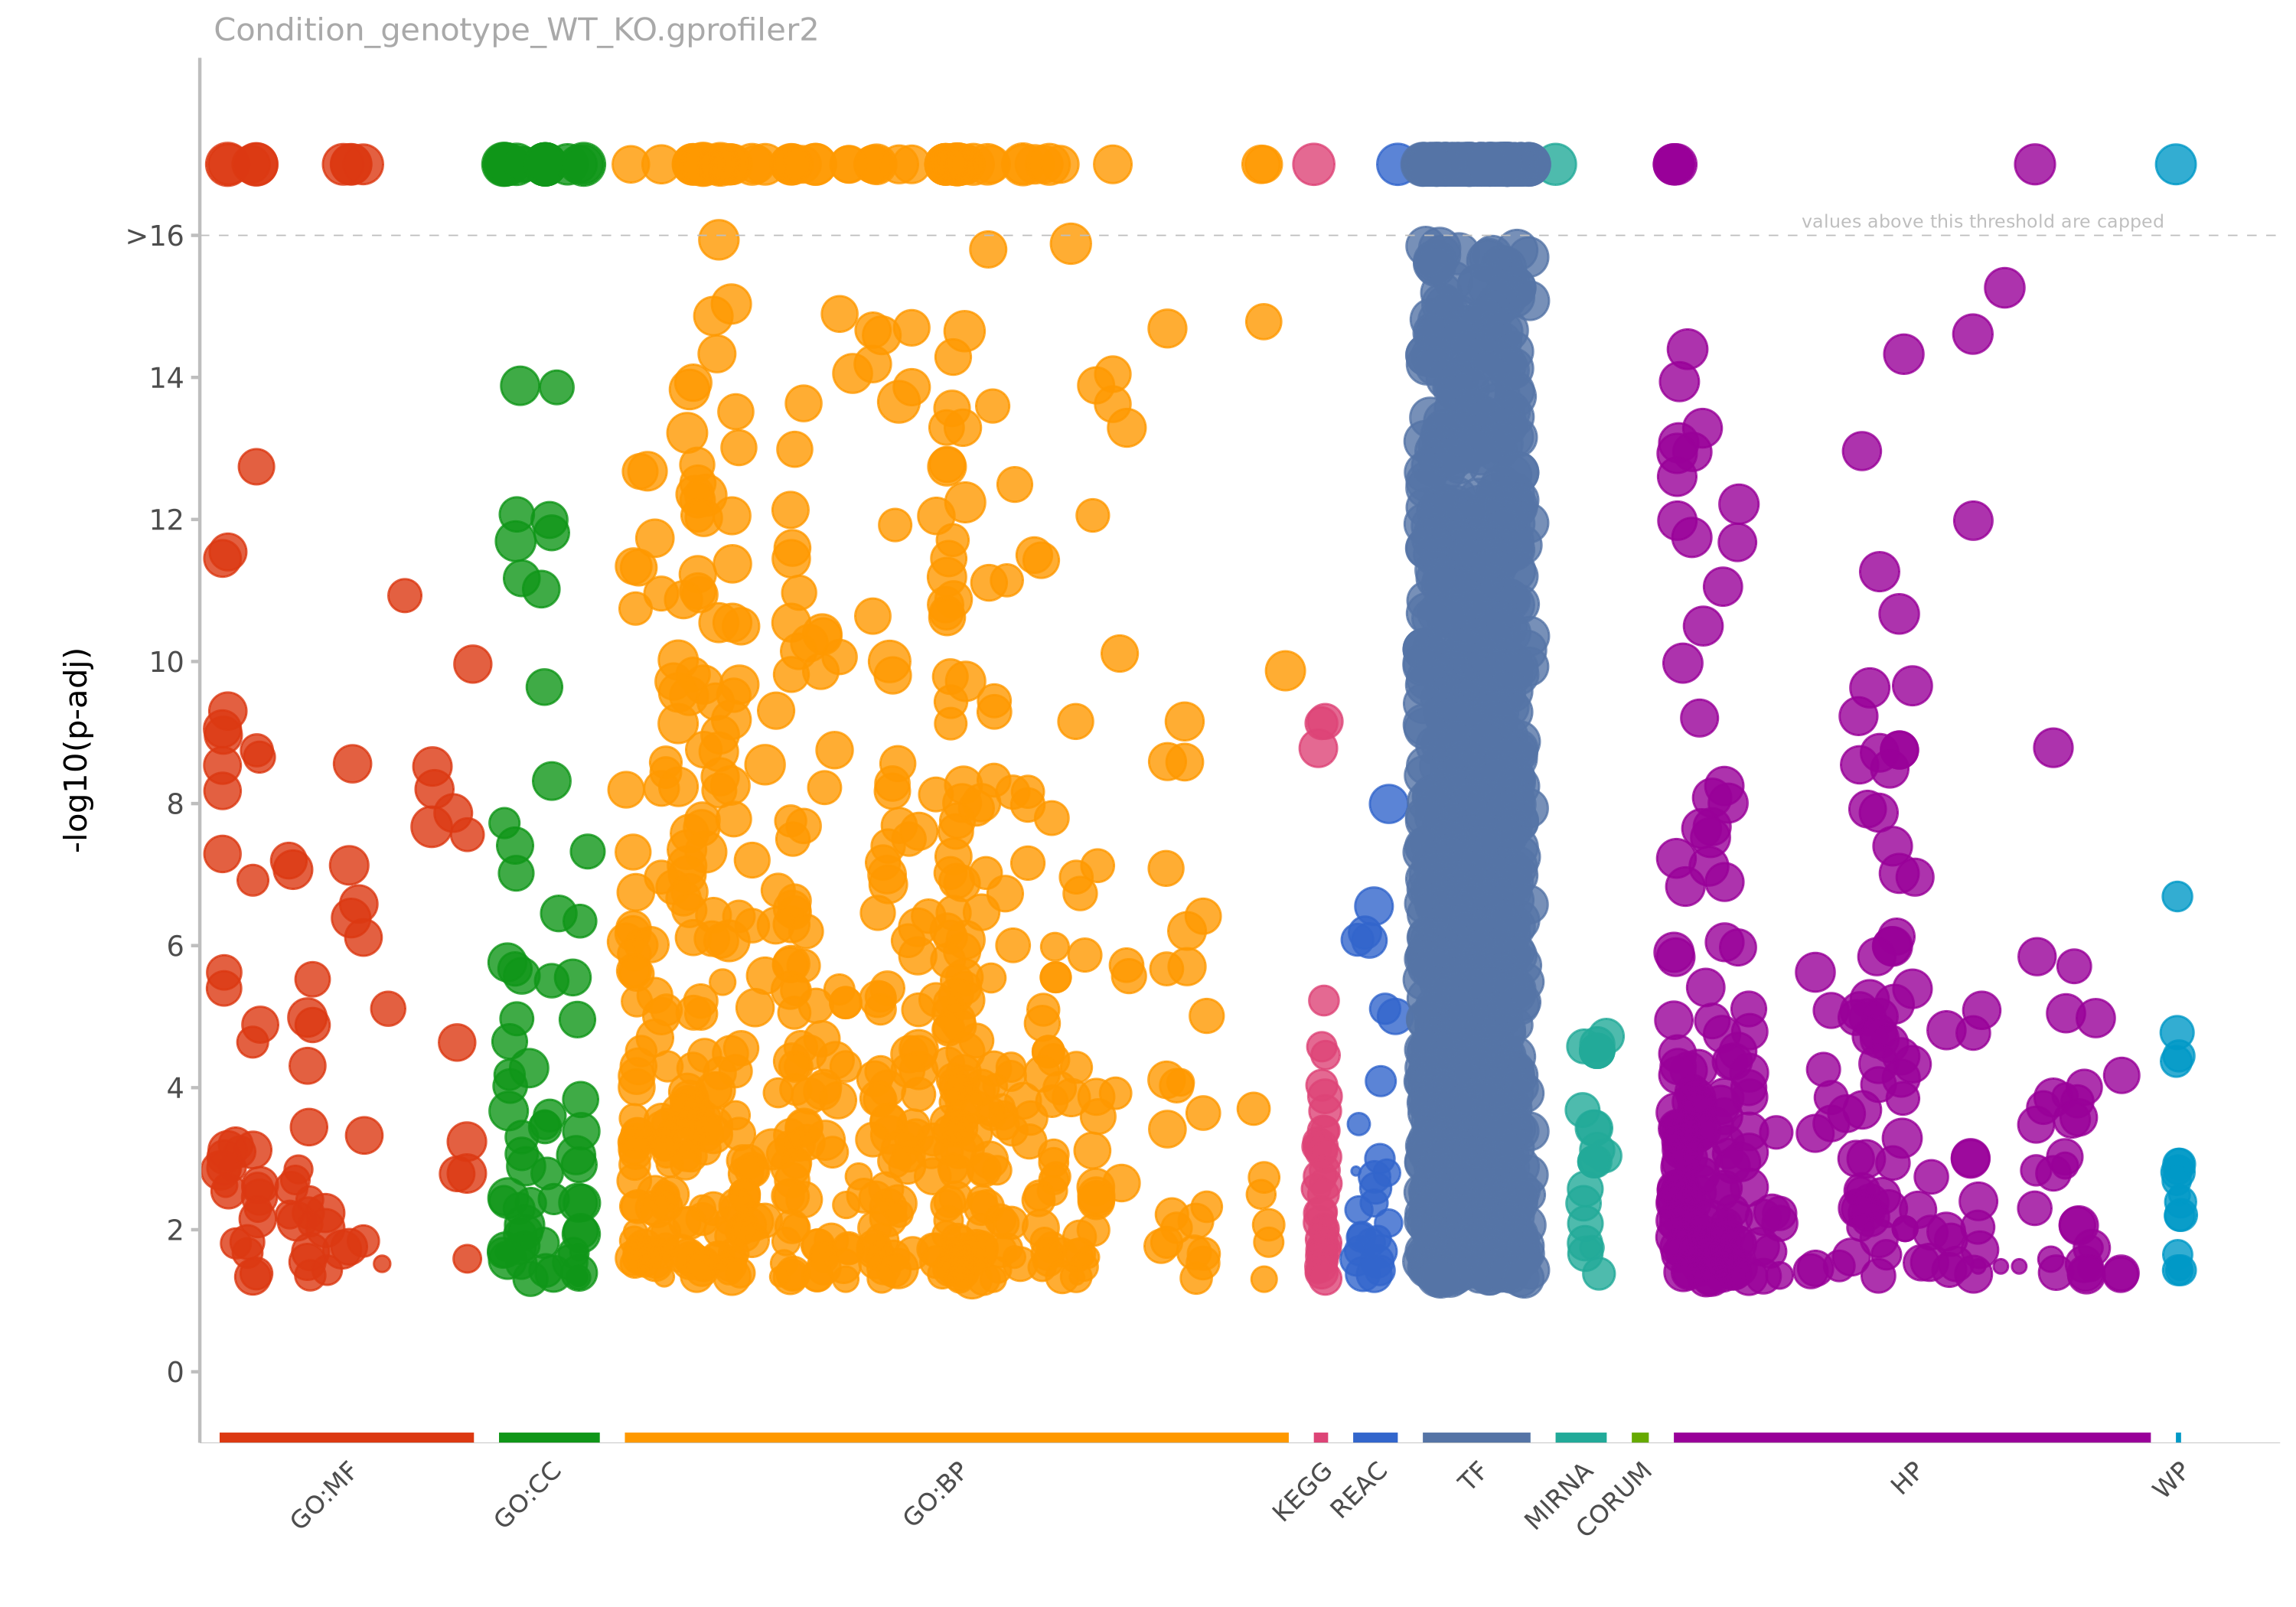 Condition_genotype_WT_KO.gprofiler2
values above this threshold are capped
>16
14
12
10
8
6
4
2
0
-log10(p-adj)
GO:MF
GO:CC
GO:BP
KEGG
REAC
TF
MIRNA
CORUM
HP
WP